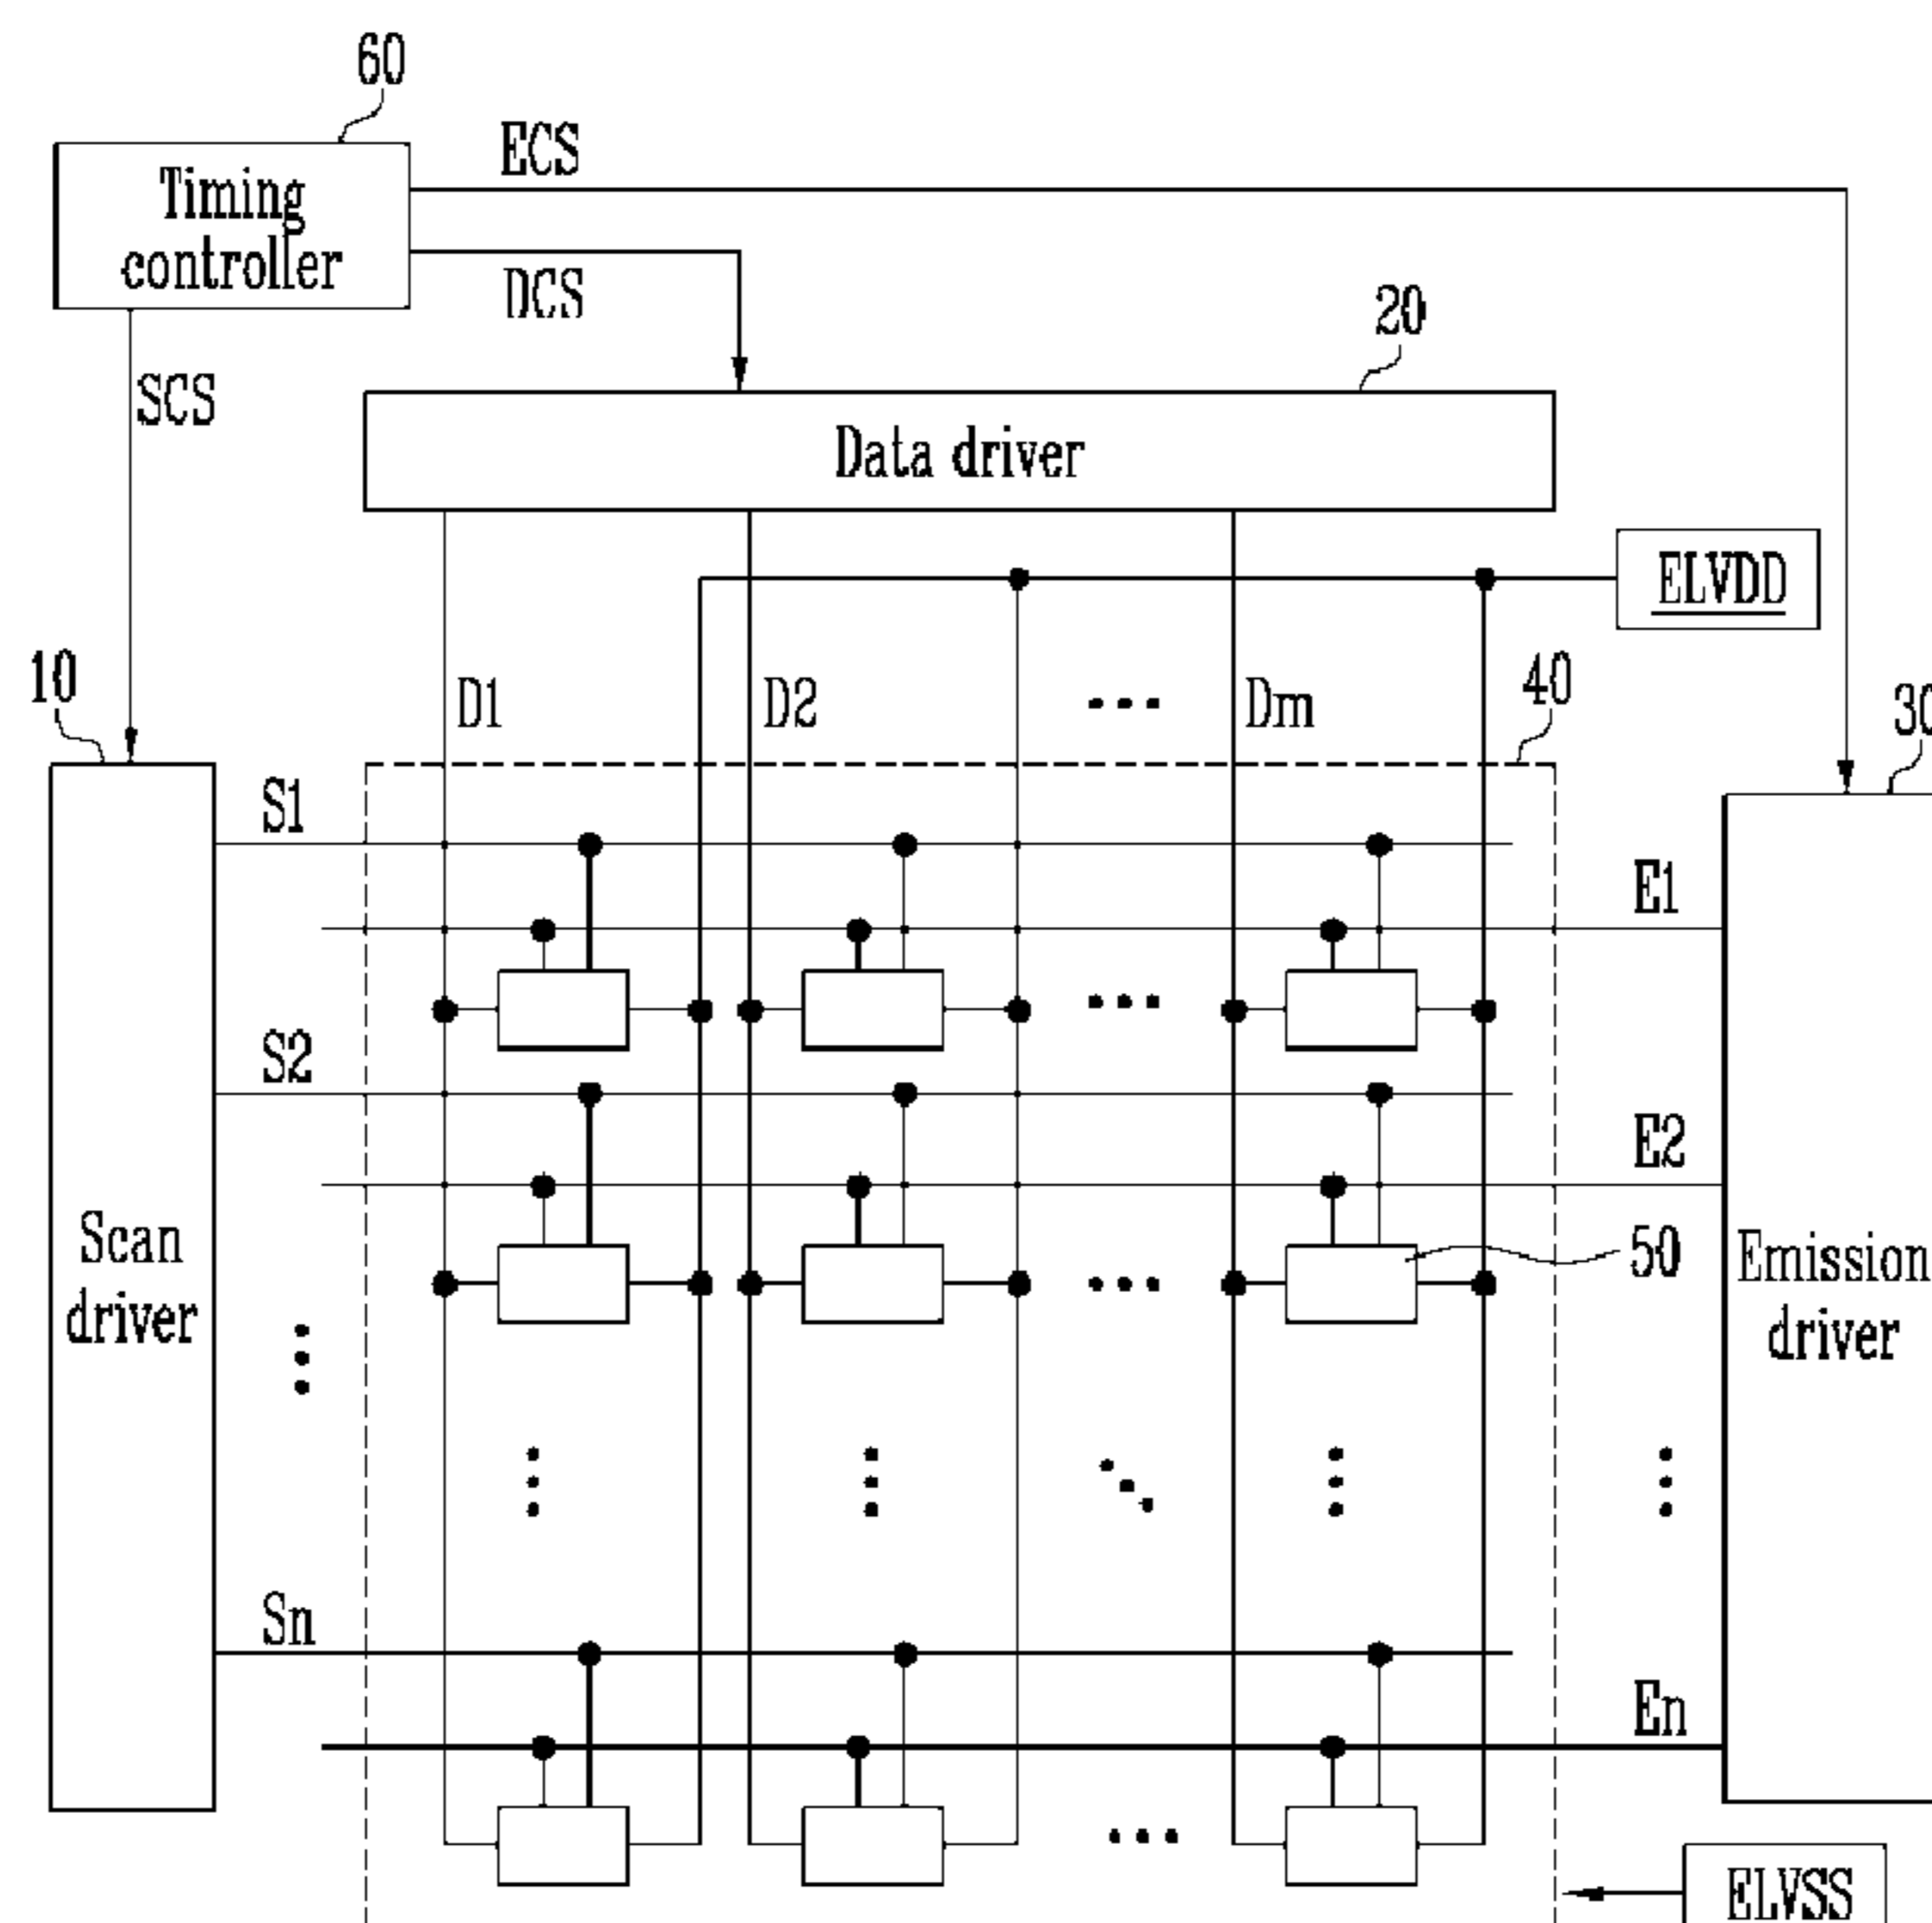 60
ECS
Timing
controller
DCS
20
SCS
Data driver
ELVDD
10
D1
D2
Dm
40
30
S1
E1
S2
E2
Scan
driver
50
Emission
driver
Sn
En
ELVSS